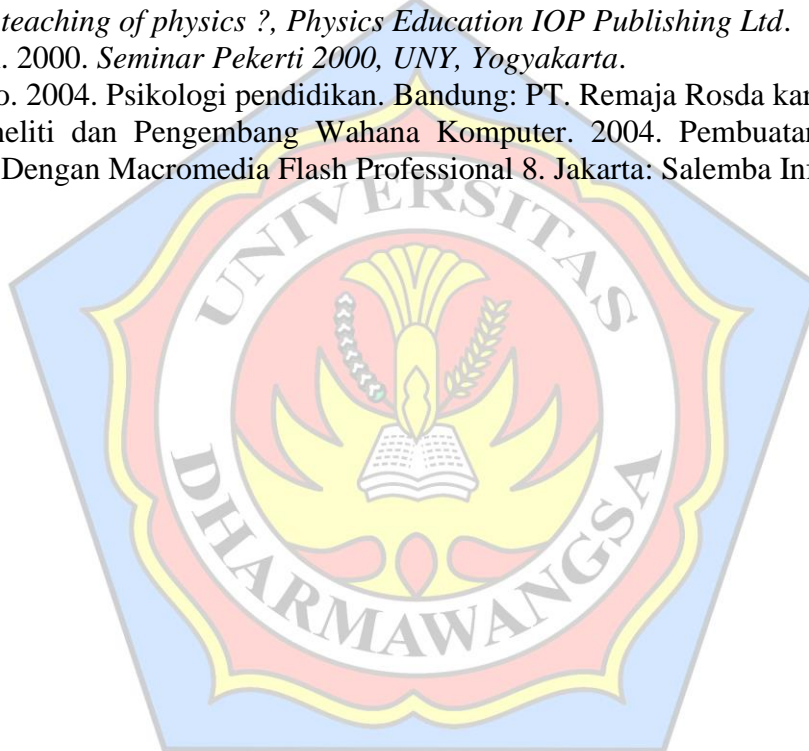 teaching of physics ?, Physics Education IOP Publishing Ltd.
. 2000. Seminar Pekerti 2000, UNY, Yogyakarta.
o. 2004. Psikologi pendidikan. Bandung: PT. Remaja Rosda kar
neliti dan Pengembang Wahana Komputer. 2004. Pembuatan
Dengan Macromedia Flash Professional 8. Jakarta: Salemba In
UNIVERSITAS
DHARMAWANGSA